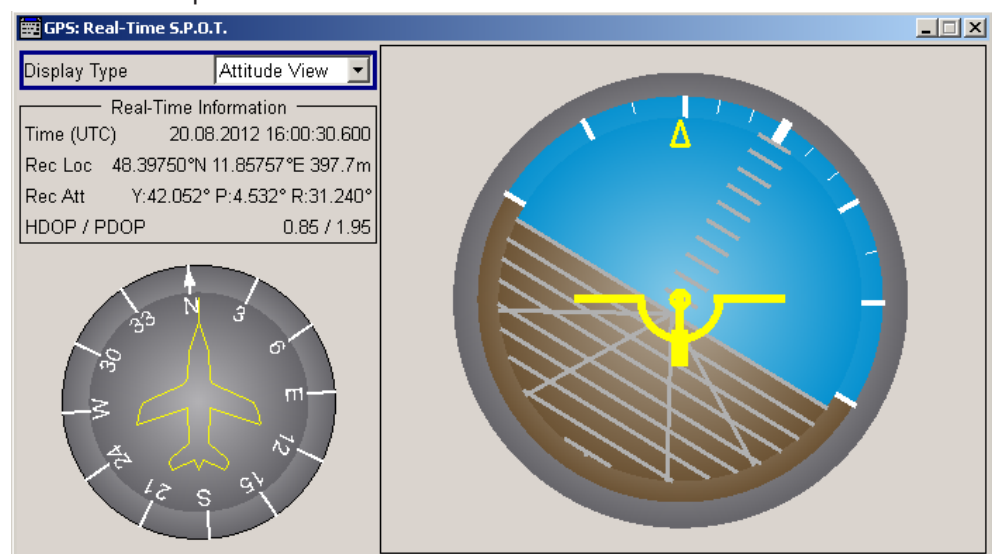 GPS: Real-Time S.P.O.T.
Display Type Attitude View
Real-Time Information
Time (UTC) 20.08.2012 16:00:30.600
Rec Loc 48.39750°N 11.85757°E 397.7m
Rec Att Y:42.052° P:4.532° R:31.240°
HDOP / PDOP 0.85 / 1.95
N
3
6
E
12
15
S
21
24
W
30
33